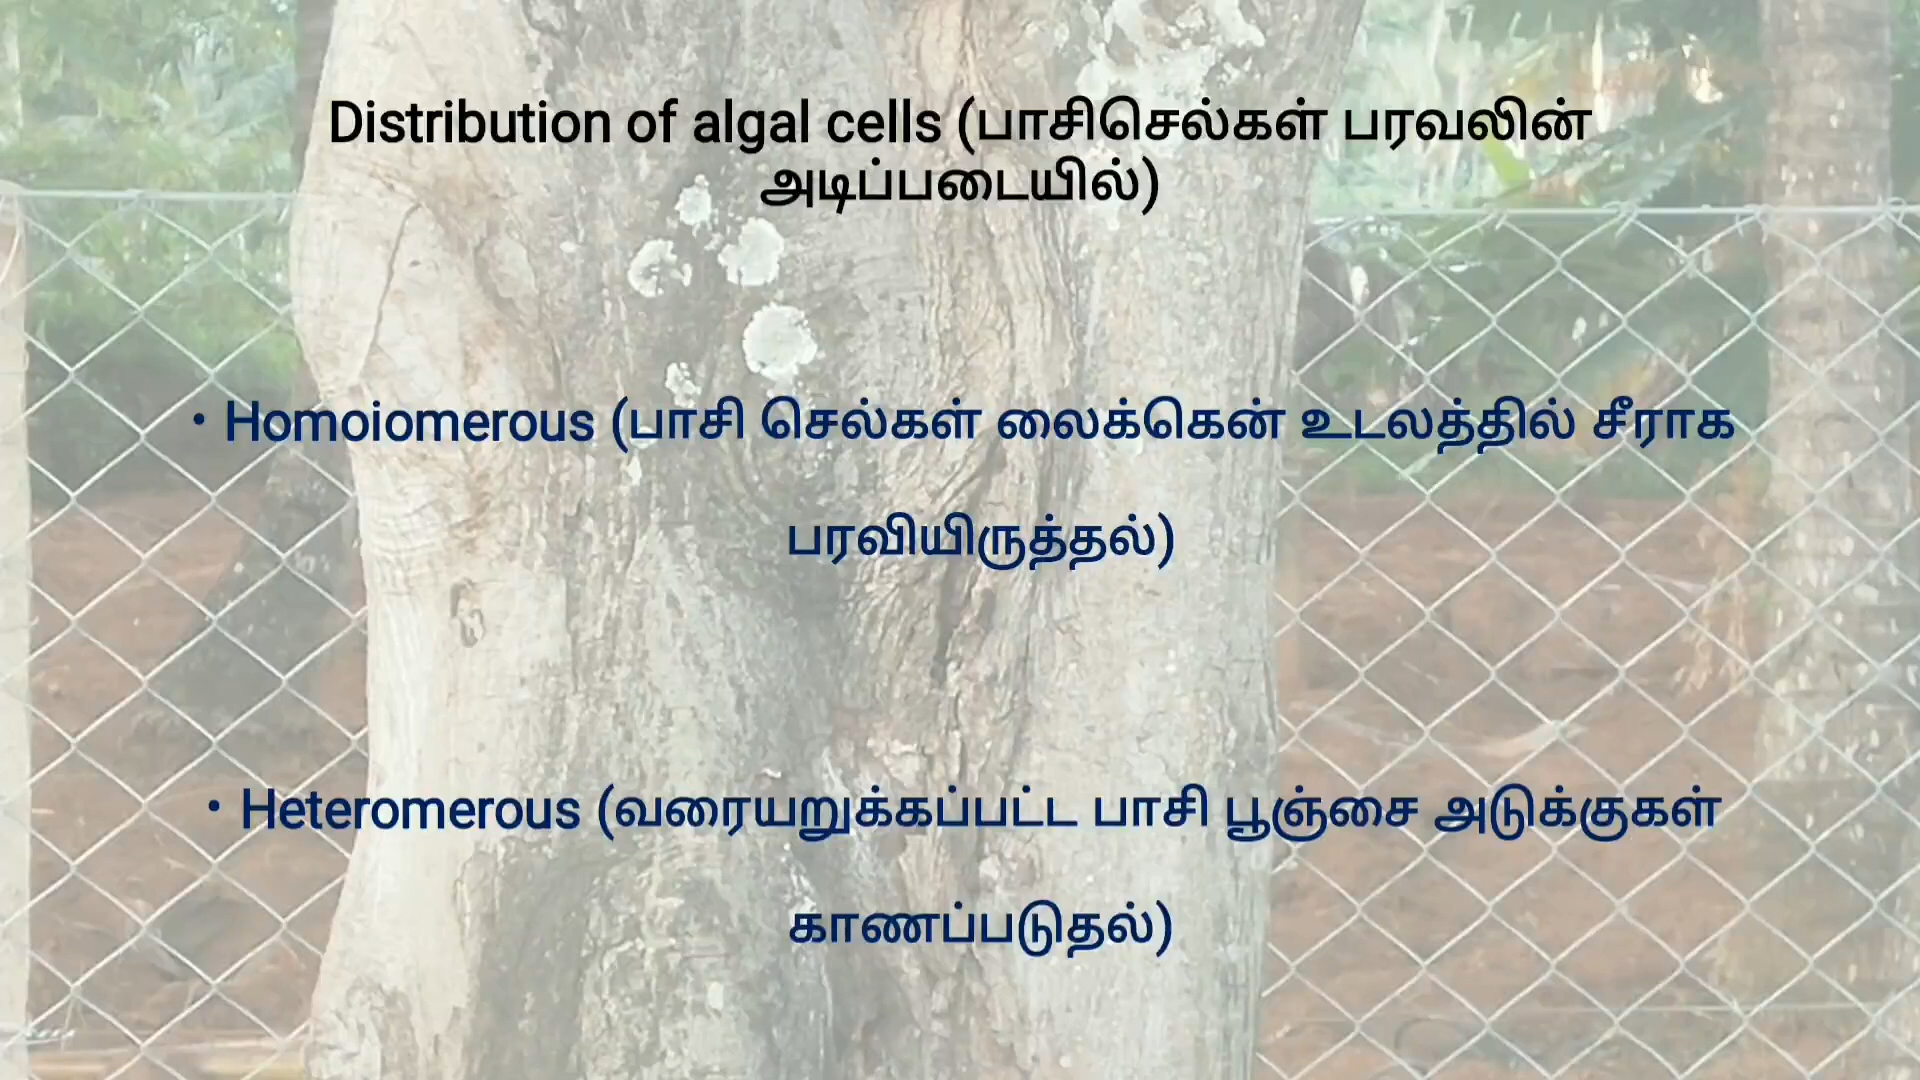 Distribution of algal cells (பாசிசெல்கள் பரவலின்
அடிப்படையில்)
• Homoiomerous (பாசி செல்கள் லைக்கென் உடலத்தில் சீராக
பரவியிருத்தல்)
• Heteromerous (வரையறுக்கப்பட்ட பாசி பூஞ்சை அடுக்குகள்
காணப்படுதல்)